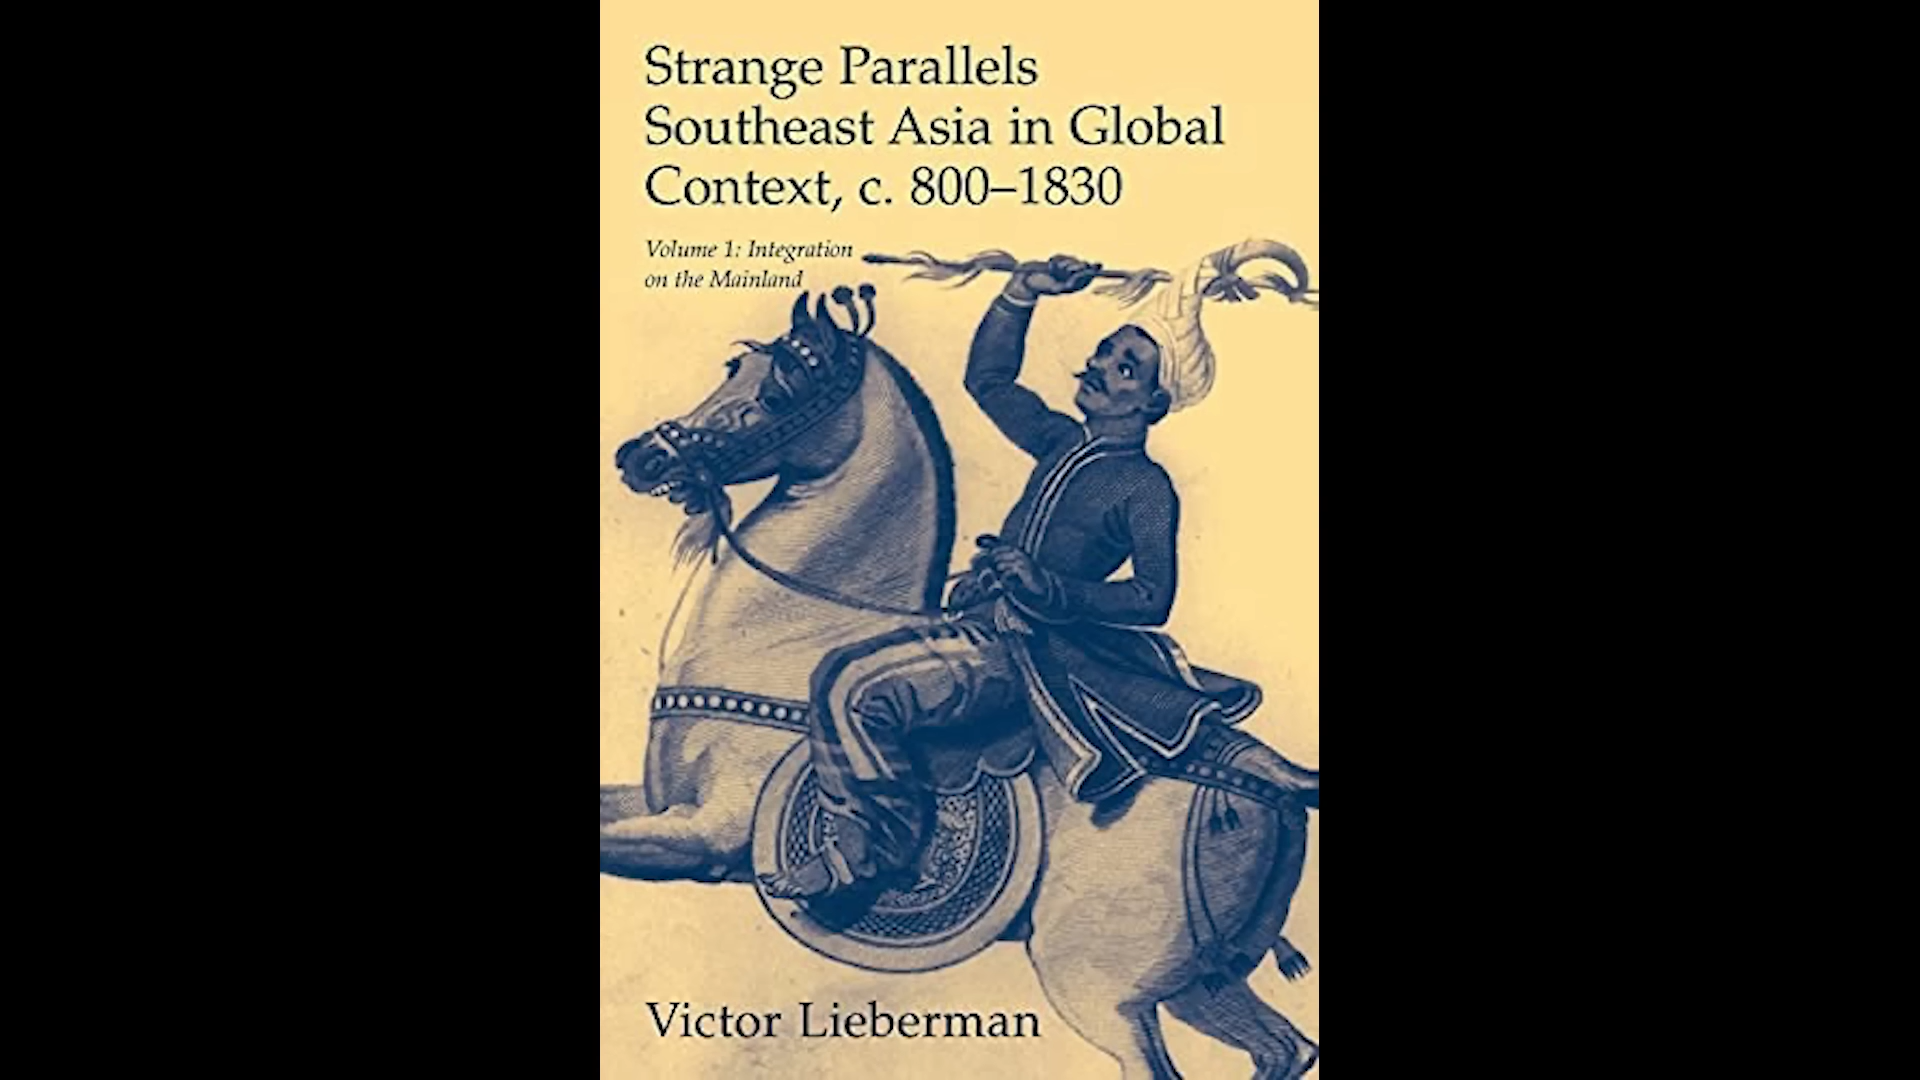 Strange Parallels
Southeast Asia in Global
Context, c. 800–1830
Volume 1: Integration
on the Mainland
Victor Lieberman